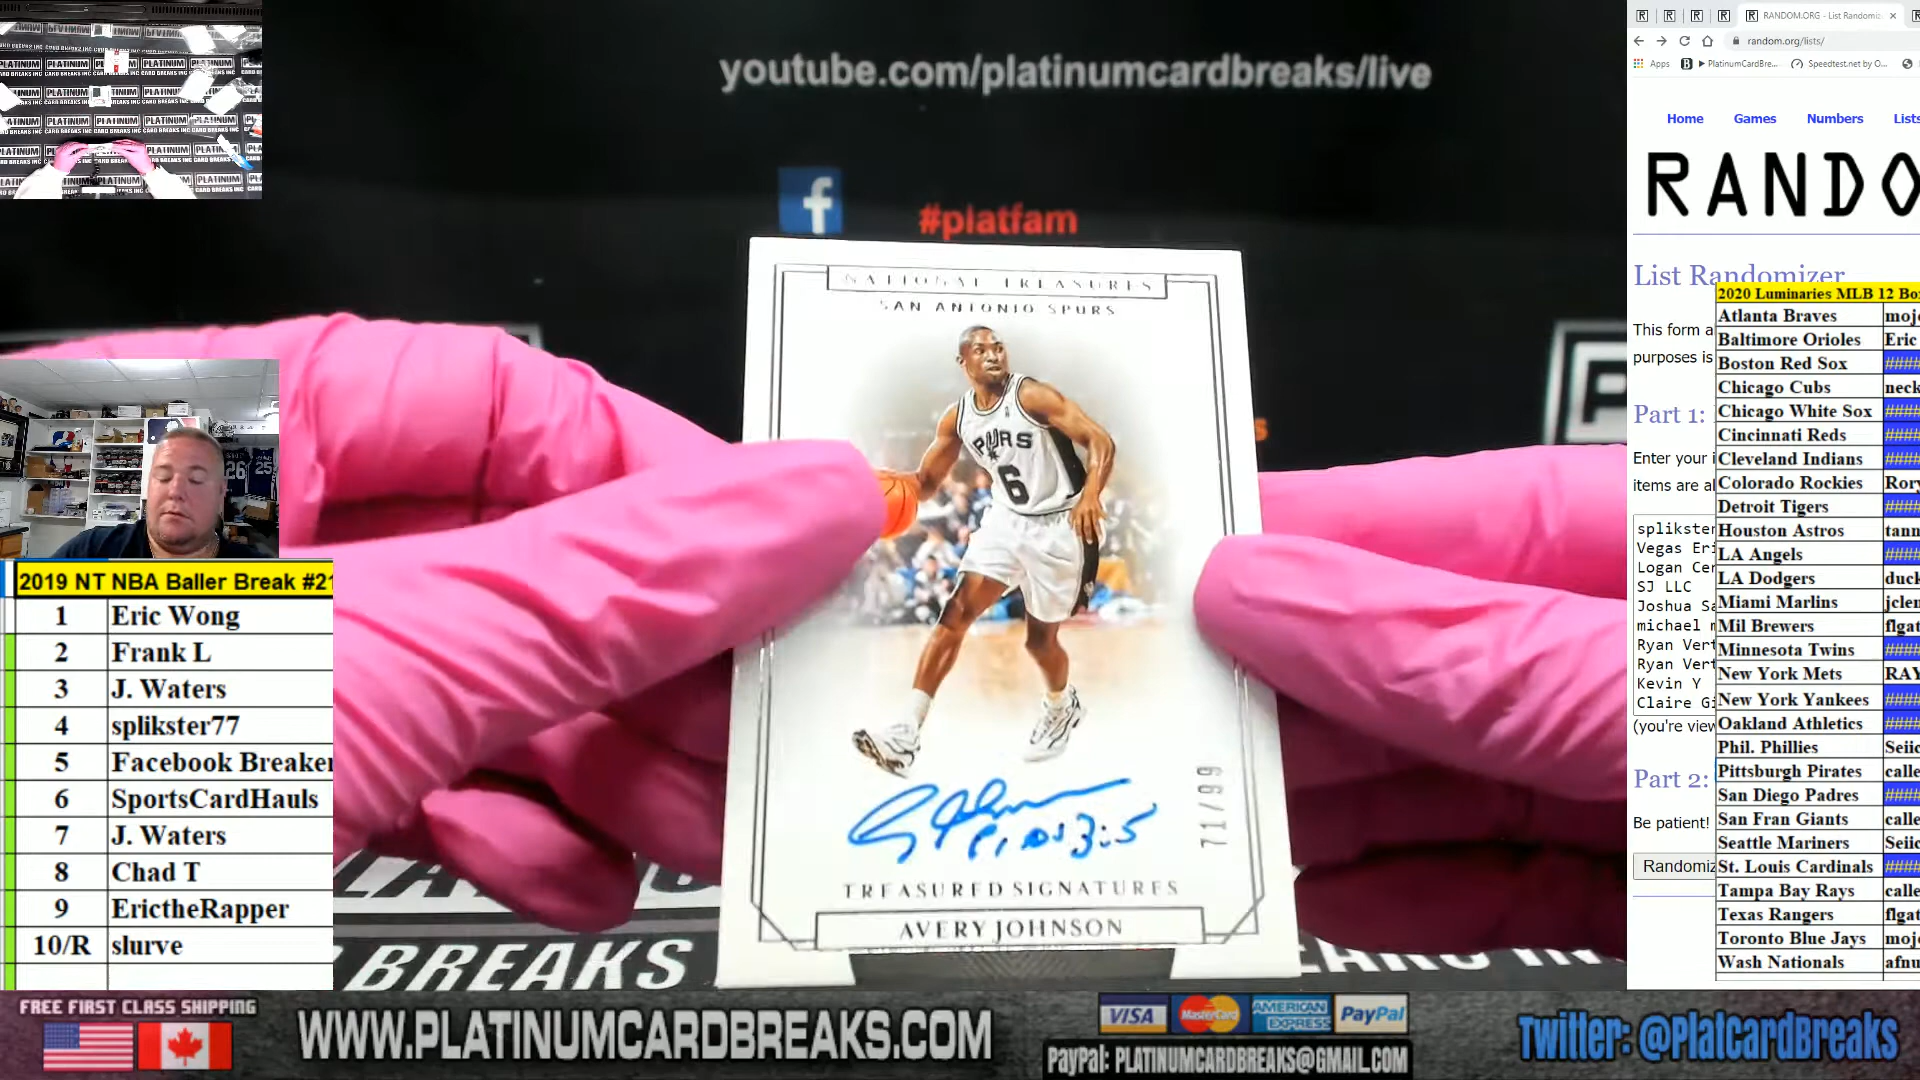 youtube.com/platinumcardbreaks/live
#platfam
NATIONAL TREASURES
SAN ANTONIO SPURS
SPURS
6
71/99
TREASURED SIGNATURES
AVERY JOHNSON
BREAKS
2019 NT NBA Baller Break #21
1 Eric Wong
2 Frank L
3 J. Waters
4 splikster77
5 Facebook Breaker
6 SportsCardHauls
7 J. Waters
8 Chad T
9 ErictheRapper
10/R slurve
FREE FIRST CLASS SHIPPING
WWW.PLATINUMCARDBREAKS.COM
VISA
MasterCard
AMERICAN EXPRESS
PayPal
PayPal: PLATINUMCARDBREAKS@GMAIL.COM
Twitter: @PlatCardBreaks
RANDOM.ORG - List Randomiz
random.org/lists/
Apps
PlatinumCardBre...
Speedtest.net by O...
Home
Games
Numbers
Lists
RANDO
List Randomizer
This form a
purposes is
Part 1:
Enter your i
items are al
splikster
Vegas Eri
Logan Cer
SJ LLC
Joshua Sa
michael m
Ryan Vert
Ryan Vert
Kevin Y
Claire Gi
(you're view
Part 2:
Be patient!
Randomiz
2020 Luminaries MLB 12 Box
Atlanta Braves mojo
Baltimore Orioles Eric
Boston Red Sox ####
Chicago Cubs neck
Chicago White Sox ####
Cincinnati Reds ####
Cleveland Indians ####
Colorado Rockies Rory
Detroit Tigers ####
Houston Astros tann
LA Angels ####
LA Dodgers duck
Miami Marlins jclem
Mil Brewers flgat
Minnesota Twins ####
New York Mets RAY
New York Yankees ####
Oakland Athletics ####
Phil. Phillies Seiic
Pittsburgh Pirates calle
San Diego Padres ####
San Fran Giants calle
Seattle Mariners Seiic
St. Louis Cardinals ####
Tampa Bay Rays calle
Texas Rangers flgat
Toronto Blue Jays mojo
Wash Nationals afnu